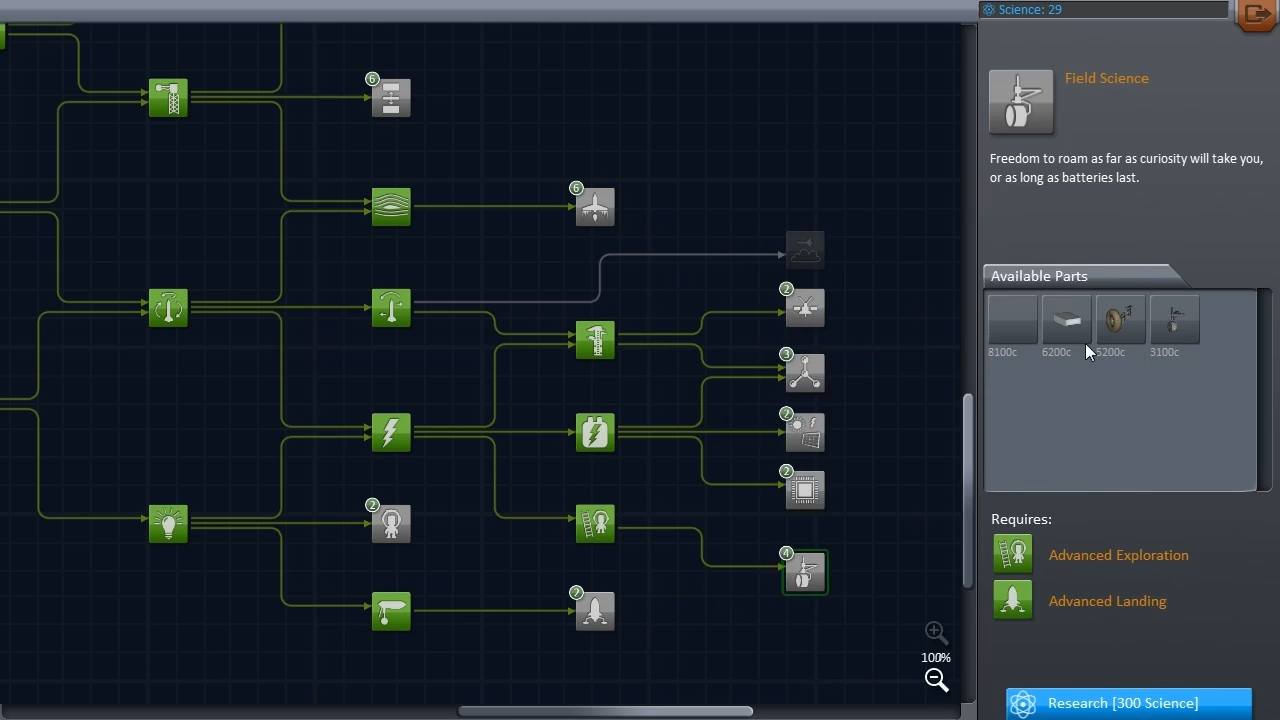 Science: 29
Field Science
Freedom to roam as far as curiosity will take you,
or as long as batteries last.
Available Parts
8100c 6200c 5200c 3100c
Requires:
Advanced Exploration
Advanced Landing
Research [300 Science]
6
6
2
3
2
2
2
4
2
100%